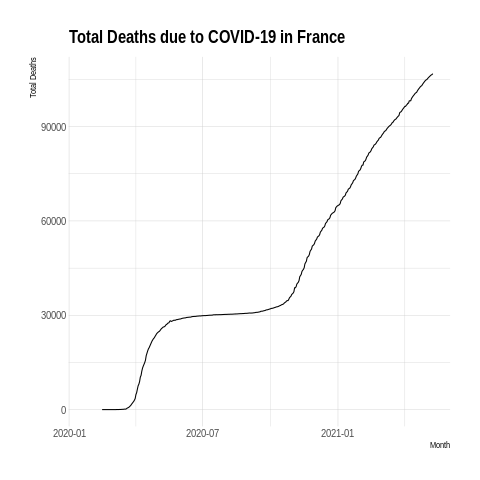 Total Deaths due to COVID-19 in France
Total Deaths
90000
60000
30000
0
2020-01 2020-07 2021-01
Month